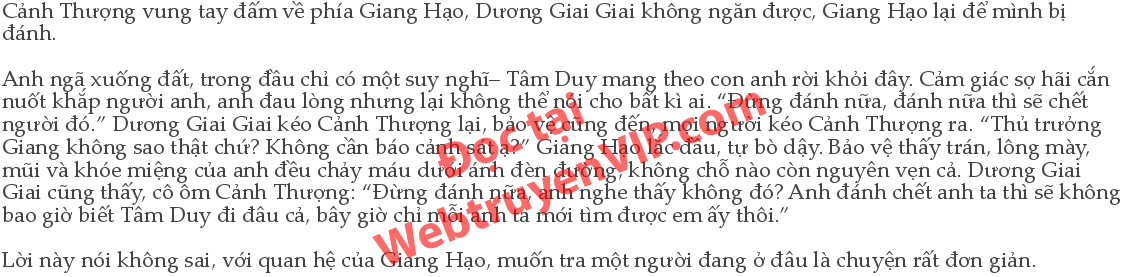 Cảnh Thượng vung tay đấm về phía Giang Hạo, Dương Giai Giai không ngăn được, Giang Hạo lại để mình bị
đánh.
Anh ngã xuống đất, trong đầu chỉ có một suy nghĩ– Tâm Duy mang theo con anh rời khỏi đây. Cảm giác sợ hãi cắn
nuốt khắp người anh, anh đau lòng nhưng lại không thể nói cho bất kì ai. “Đừng đánh nữa, đánh nữa thì sẽ chết
người đó.” Dương Giai Giai kéo Cảnh Thượng lại, bảo vệ cũng đến, mọi người kéo Cảnh Thượng ra. “Thủ trưởng
Giang không sao thật chứ? Không cần báo cảnh sát ạ?” Giang Hạo lắc đầu, tự bò dậy. Bảo vệ thấy trán, lông mày,
mũi và khóe miệng của anh đều chảy máu dưới ánh đèn đường, không chỗ nào còn nguyên vẹn cả. Dương Giai
Giai cũng thấy, cô ôm Cảnh Thượng: “Đừng đánh nữa, anh nghe thấy không đó? Anh đánh chết anh ta thì sẽ không
bao giờ biết Tâm Duy đi đâu cả, bây giờ chỉ mỗi anh ta mới tìm được em ấy thôi.”
Lời này nói không sai, với quan hệ của Giang Hạo, muốn tra một người đang ở đâu là chuyện rất đơn giản.
Đọc tại
WebtruyenVIP.com